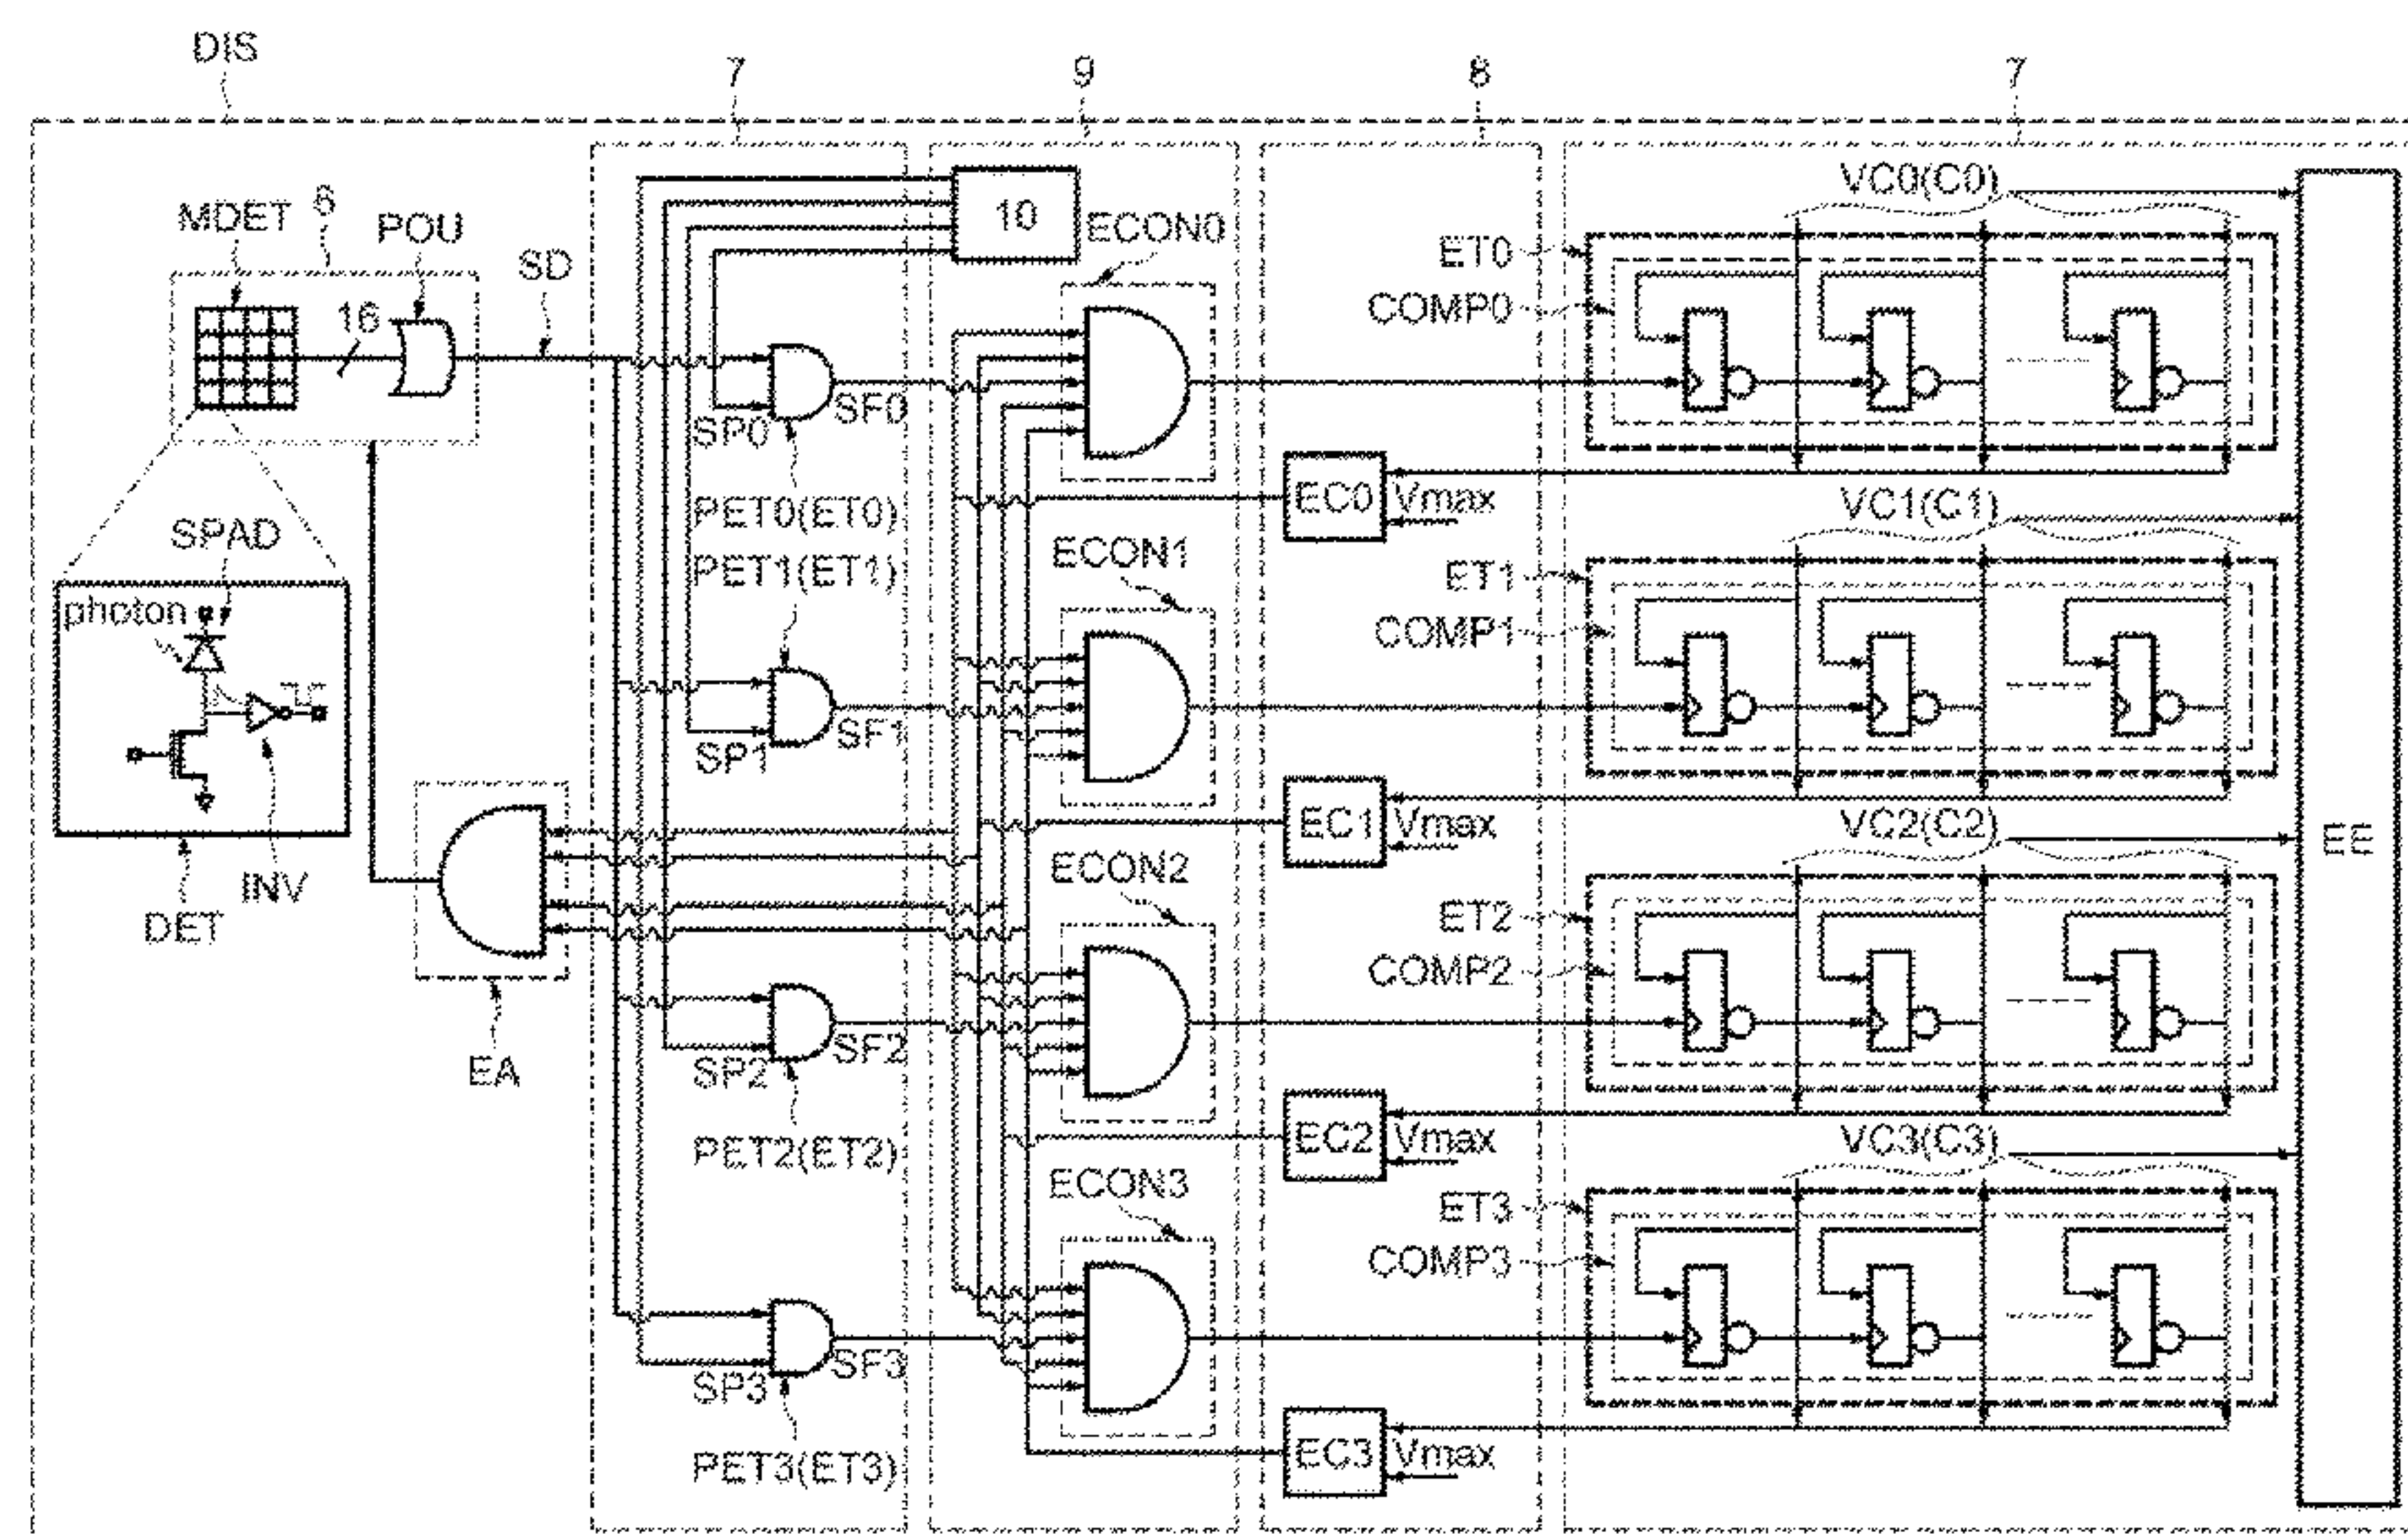 DIS
7
9
8
7
MDET
6
POU
SD
16
10
ECON0
VC0(C0)
ET0
COMP0
SP0
SF0
PET0(ET0)
EC0
Vmax
SPAD
photon
INV
DET
PET1(ET1)
ECON1
VC1(C1)
ET1
COMP1
SP1
SF1
EC1
Vmax
EA
ECON2
VC2(C2)
EE
ET2
COMP2
SP2
SF2
PET2(ET2)
EC2
Vmax
ECON3
VC3(C3)
ET3
COMP3
SP3
SF3
PET3(ET3)
EC3
Vmax